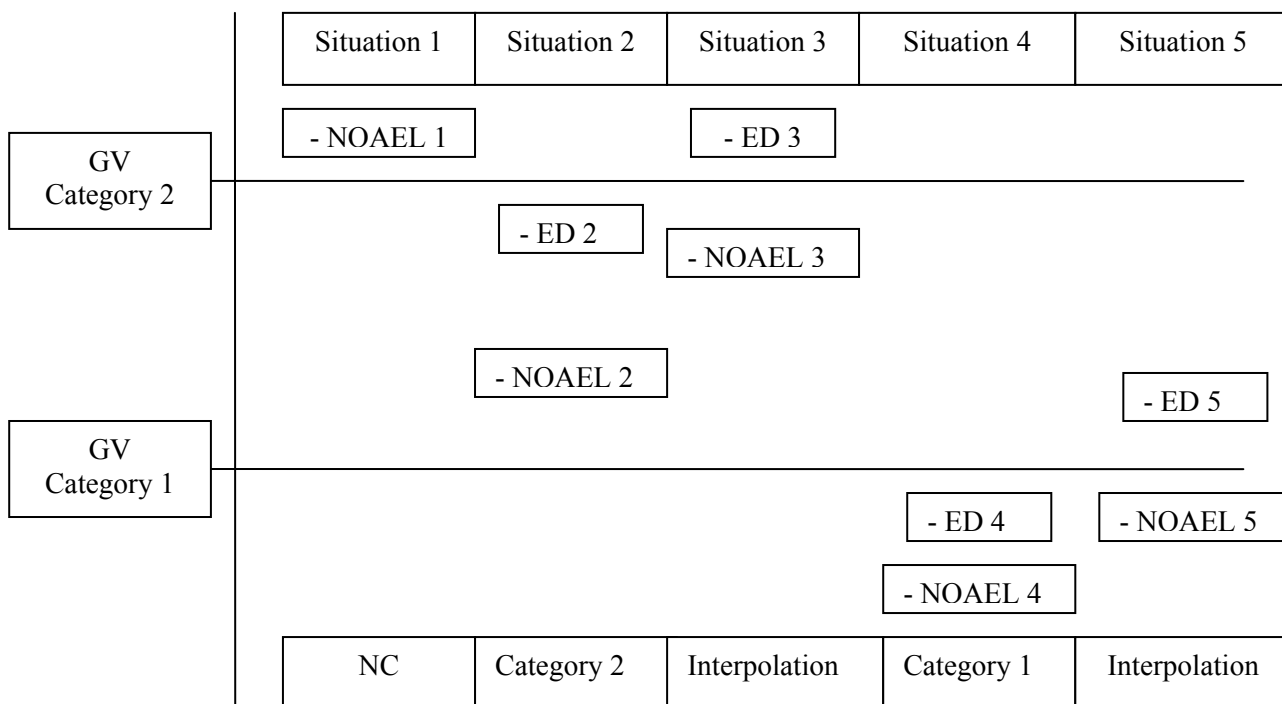 Situation 1
Situation 2
Situation 3
Situation 4
Situation 5
- NOAEL 1
- ED 3
GV
Category 2
- ED 2
- NOAEL 3
- NOAEL 2
- ED 5
GV
Category 1
- ED 4
- NOAEL 5
- NOAEL 4
NC
Category 2
Interpolation
Category 1
Interpolation